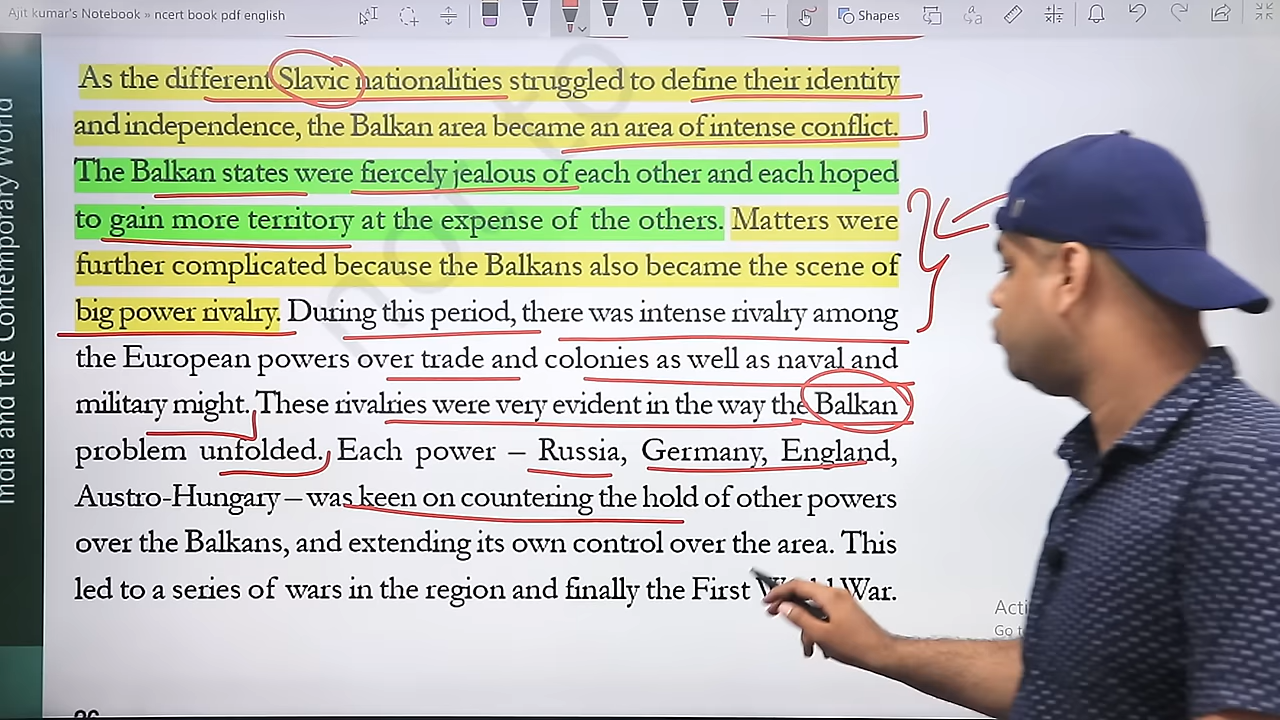 Ajit kumar's Notebook » ncert book pdf english
Shapes
As the different Slavic nationalities struggled to define their identity
and independence, the Balkan area became an area of intense conflict.
The Balkan states were fiercely jealous of each other and each hoped
to gain more territory at the expense of the others. Matters were
further complicated because the Balkans also became the scene of
big power rivalry. During this period, there was intense rivalry among
the European powers over trade and colonies as well as naval and
military might. These rivalries were very evident in the way the Balkan
problem unfolded. Each power – Russia, Germany, England,
Austro-Hungary – was keen on countering the hold of other powers
over the Balkans, and extending its own control over the area. This
led to a series of wars in the region and finally the First World War.
India and the Contemporary World
not to
Acti
Go t